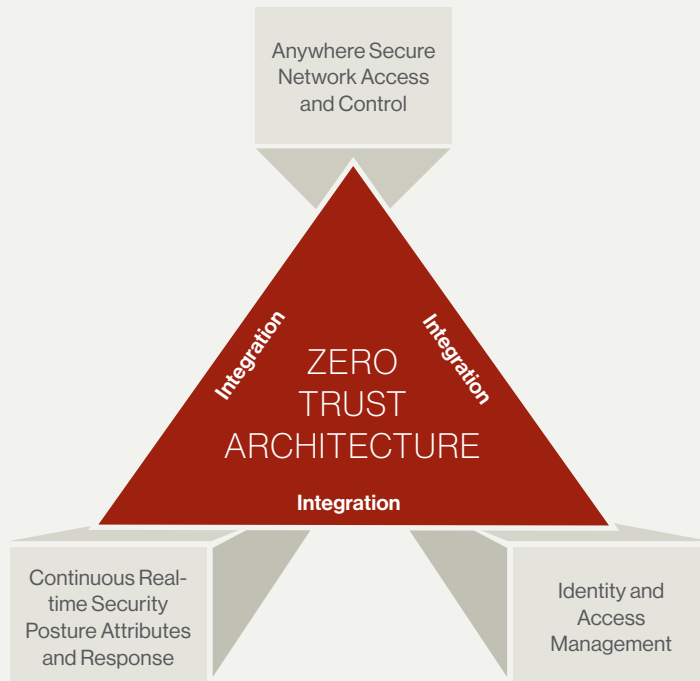 Anywhere Secure
Network Access
and Control
Integration
Integration
ZERO
TRUST
ARCHITECTURE
Integration
Continuous Real-
time Security
Posture Attributes
and Response
Identity and
Access
Management